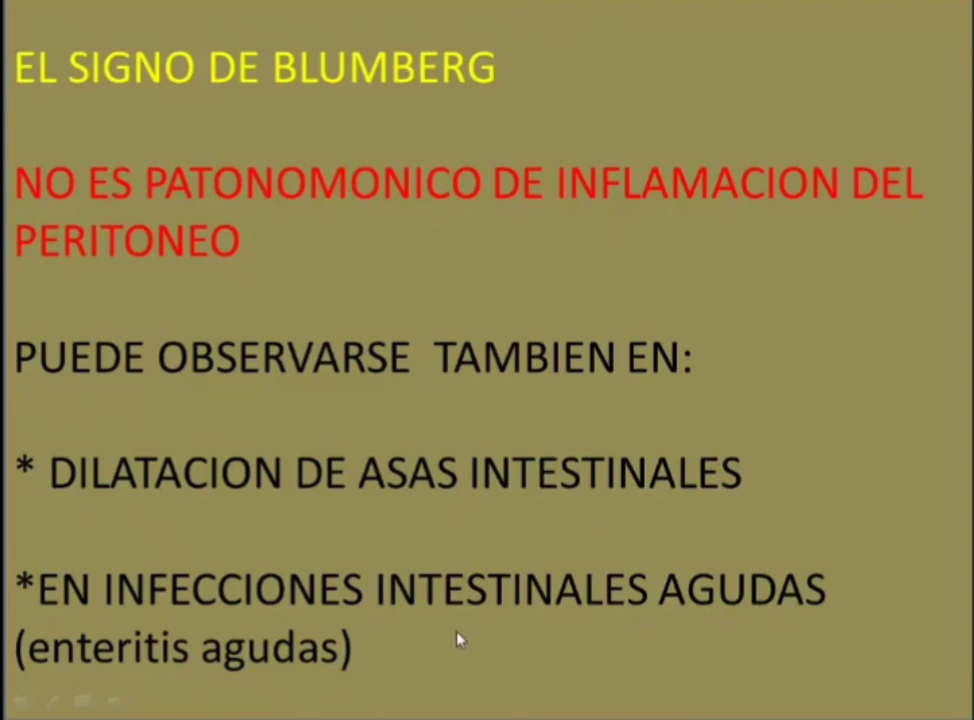 EL SIGNO DE BLUMBERG
NO ES PATONOMONICO DE INFLAMACION DEL
PERITONEO
PUEDE OBSERVARSE TAMBIEN EN:
* DILATACION DE ASAS INTESTINALES
*EN INFECCIONES INTESTINALES AGUDAS
(enteritis agudas)